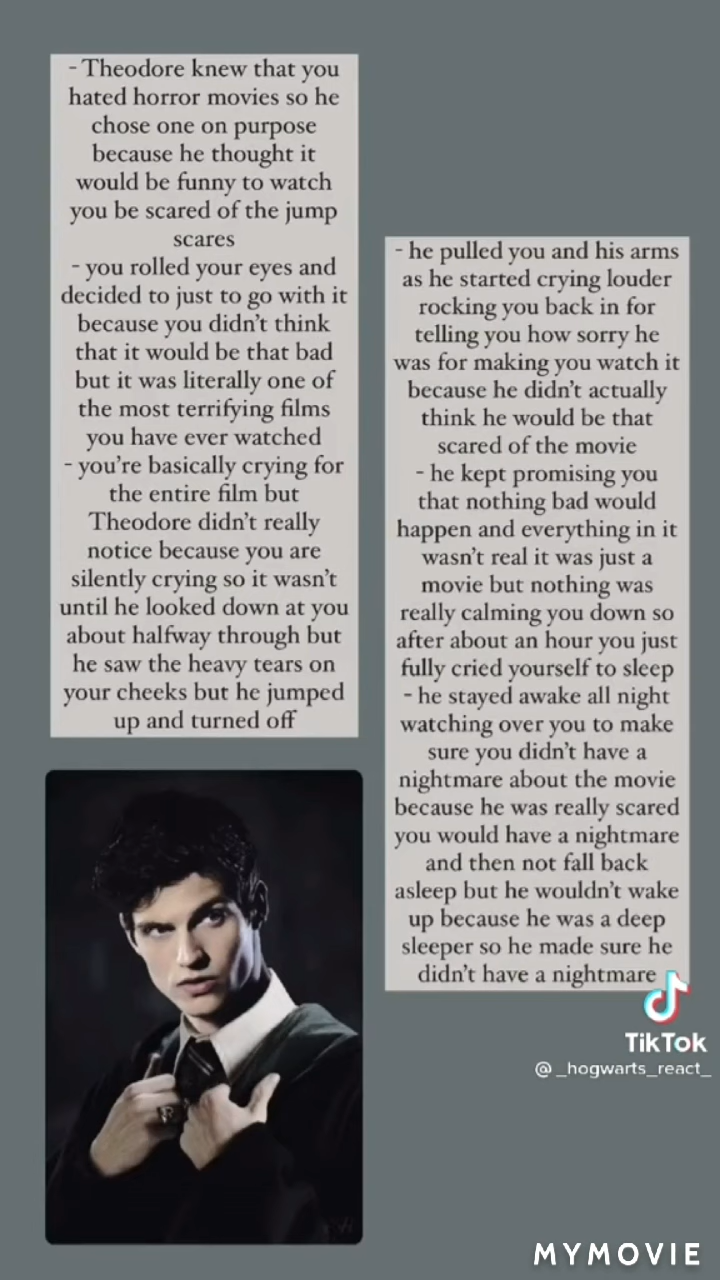 - Theodore knew that you
hated horror movies so he
chose one on purpose
because he thought it
would be funny to watch
you be scared of the jump
scares
- you rolled your eyes and
decided to just to go with it
because you didn't think
that it would be that bad
but it was literally one of
the most terrifying films
you have ever watched
- you're basically crying for
the entire film but
Theodore didn't really
notice because you are
silently crying so it wasn't
until he looked down at you
about halfway through but
he saw the heavy tears on
your cheeks but he jumped
up and turned off
- he pulled you and his arms
as he started crying louder
rocking you back in for
telling you how sorry he
was for making you watch it
because he didn't actually
think he would be that
scared of the movie
- he kept promising you
that nothing bad would
happen and everything in it
wasn't real it was just a
movie but nothing was
really calming you down so
after about an hour you just
fully cried yourself to sleep
- he stayed awake all night
watching over you to make
sure you didn't have a
nightmare about the movie
because he was really scared
you would have a nightmare
and then not fall back
asleep but he wouldn't wake
up because he was a deep
sleeper so he made sure he
didn't have a nightmare
TikTok
@_hogwarts_react_
MYMOVIE